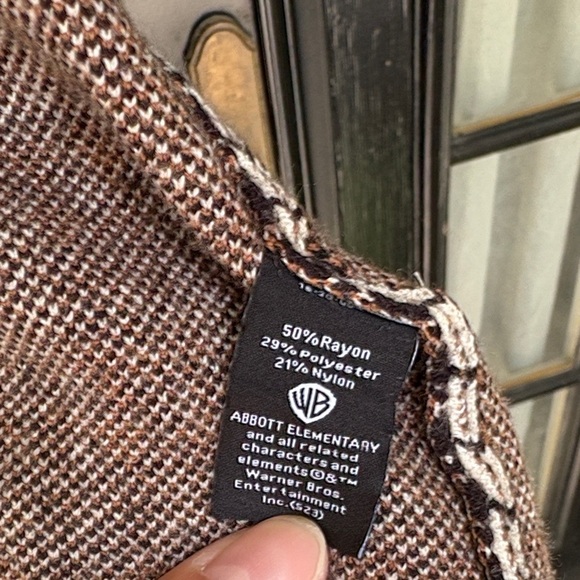 50%Rayon
29%Polyester
21%Nylon
WB
ABBOTT ELEMENTARY
and all related
characters and
elements©&™
Warner Bros.
Entertainment
Inc.(s23)